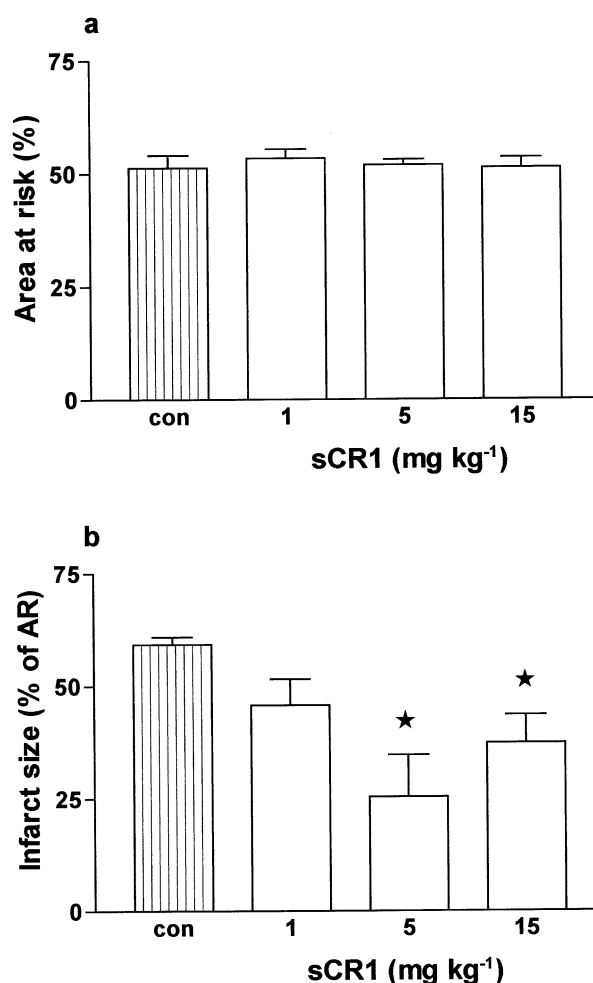 a
Area at risk (%)
75
50
25
0
con 1 5 15
sCR1 (mg kg⁻¹)
b
Infarct size (% of AR)
75
50
25
0
con 1 5 15
sCR1 (mg kg⁻¹)